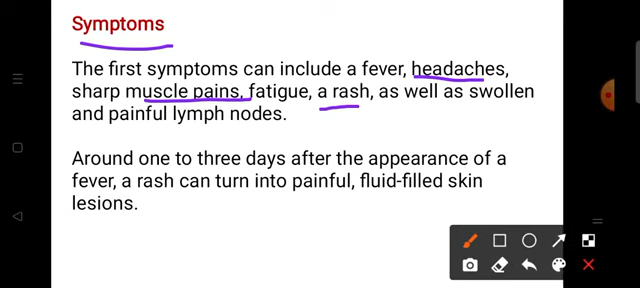 Symptoms
The first symptoms can include a fever, headaches,
sharp muscle pains, fatigue, a rash, as well as swollen
and painful lymph nodes.
Around one to three days after the appearance of a
fever, a rash can turn into painful, fluid-filled skin
lesions.